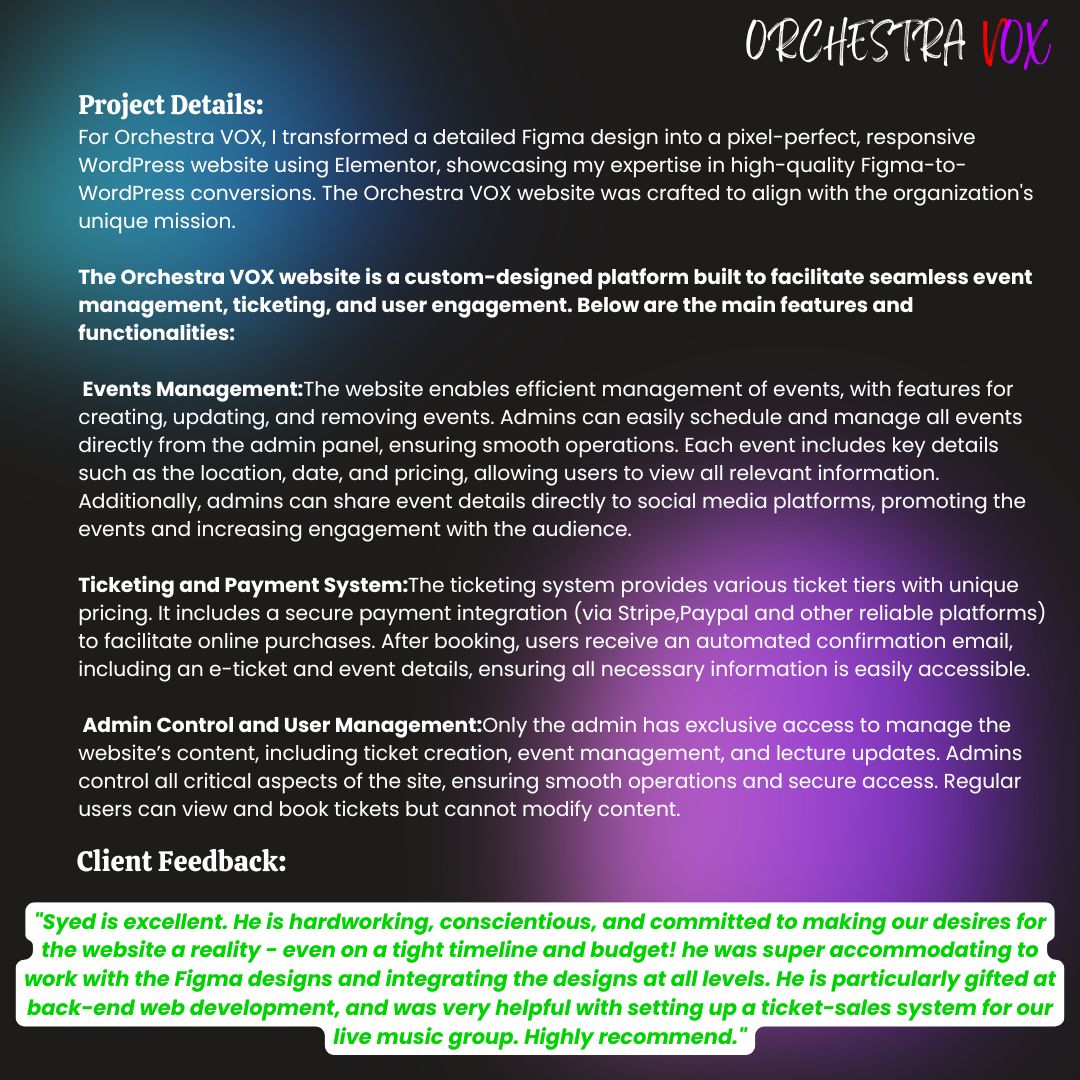 ORCHESTRA VOX
Project Details:
For Orchestra VOX, I transformed a detailed Figma design into a pixel-perfect, responsive
WordPress website using Elementor, showcasing my expertise in high-quality Figma-to-
WordPress conversions. The Orchestra VOX website was crafted to align with the organization's
unique mission.
The Orchestra VOX website is a custom-designed platform built to facilitate seamless event
management, ticketing, and user engagement. Below are the main features and
functionalities:
Events Management:The website enables efficient management of events, with features for
creating, updating, and removing events. Admins can easily schedule and manage all events
directly from the admin panel, ensuring smooth operations. Each event includes key details
such as the location, date, and pricing, allowing users to view all relevant information.
Additionally, admins can share event details directly to social media platforms, promoting the
events and increasing engagement with the audience.
Ticketing and Payment System:The ticketing system provides various ticket tiers with unique
pricing. It includes a secure payment integration (via Stripe,Paypal and other reliable platforms)
to facilitate online purchases. After booking, users receive an automated confirmation email,
including an e-ticket and event details, ensuring all necessary information is easily accessible.
Admin Control and User Management:Only the admin has exclusive access to manage the
website’s content, including ticket creation, event management, and lecture updates. Admins
control all critical aspects of the site, ensuring smooth operations and secure access. Regular
users can view and book tickets but cannot modify content.
Client Feedback:
"Syed is excellent. He is hardworking, conscientious, and committed to making our desires for
the website a reality - even on a tight timeline and budget! he was super accommodating to
work with the Figma designs and integrating the designs at all levels. He is particularly gifted at
back-end web development, and was very helpful with setting up a ticket-sales system for our
live music group. Highly recommend."